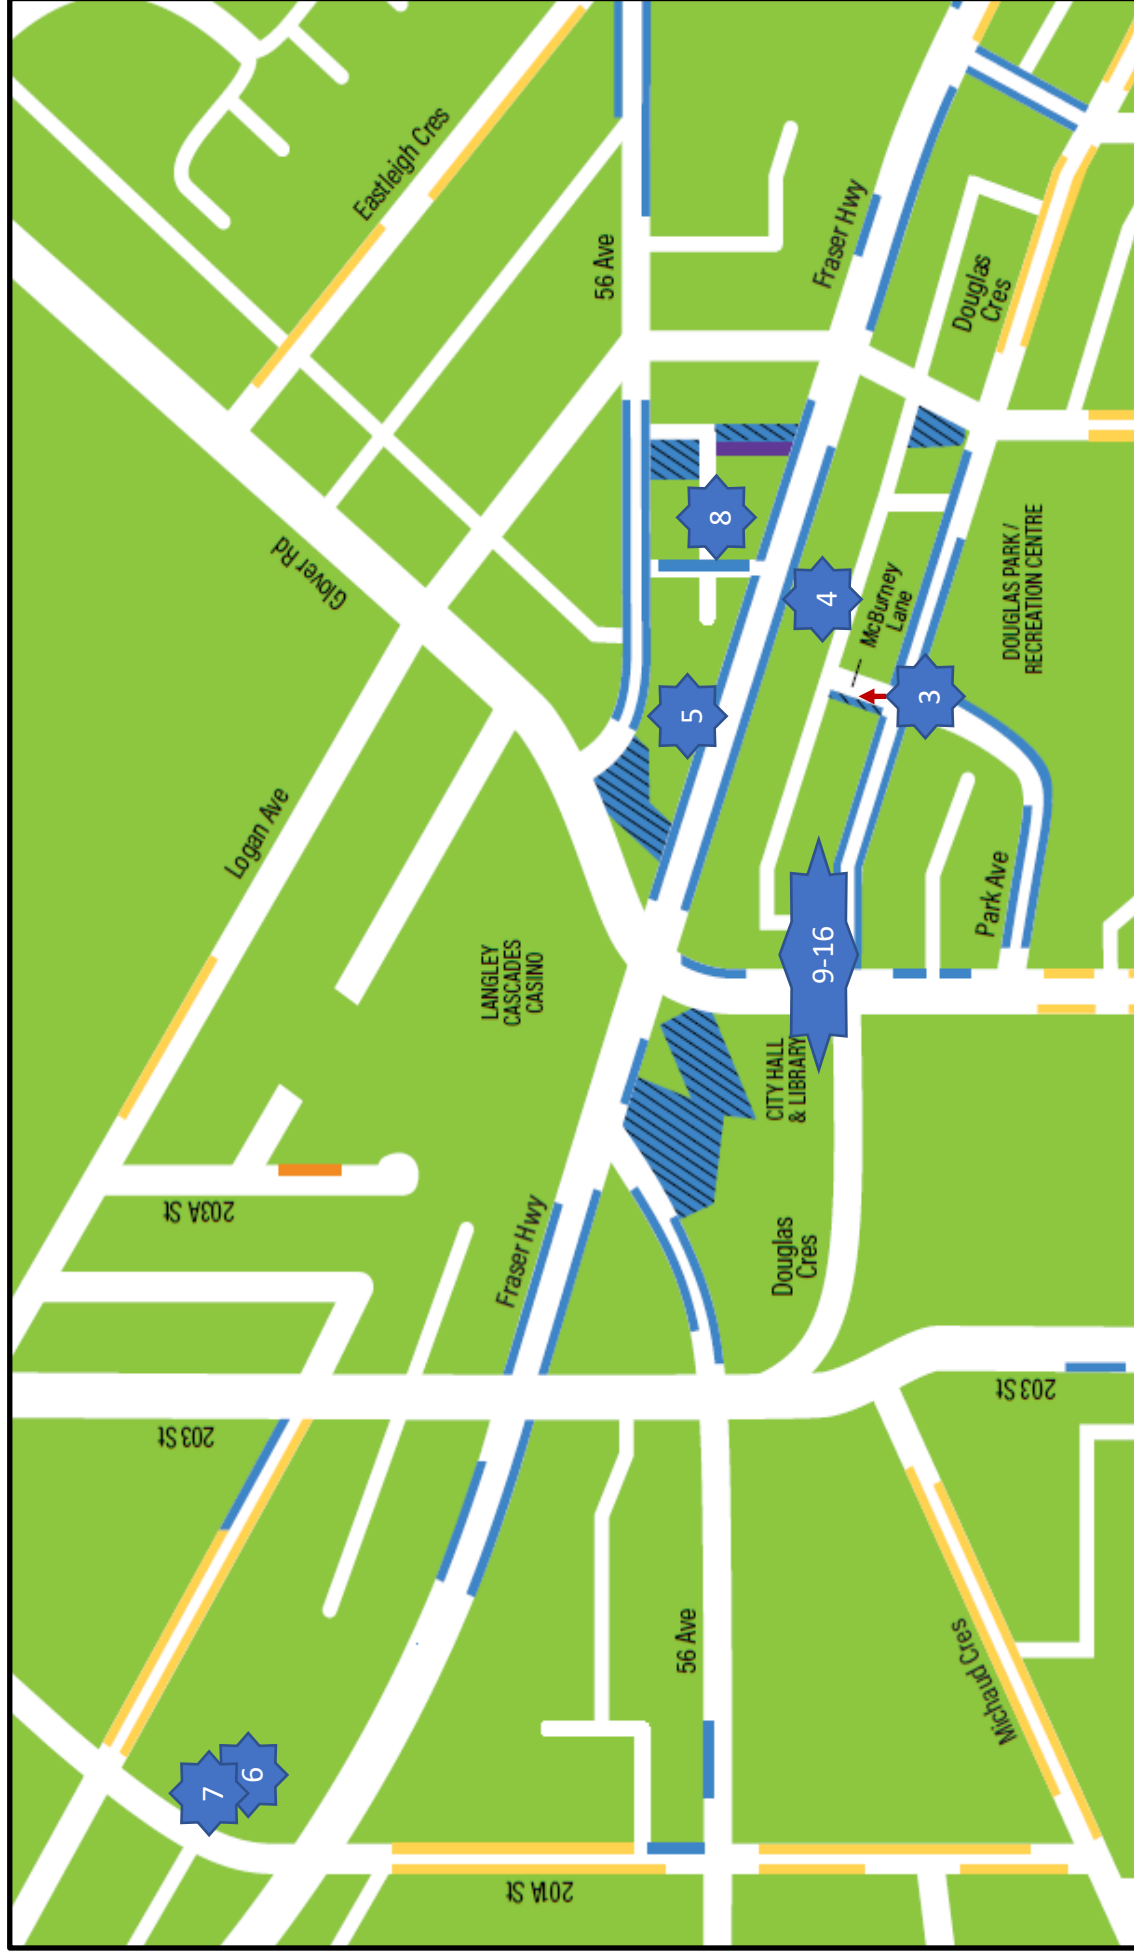 Eastleigh Cres
56 Ave
Fraser Hwy
Douglas
Cres
Glover Rd
8
4
McBurney
Lane
DOUGLAS PARK /
RECREATION CENTRE
5
3
Logan Ave
Park Ave
LANGLEY
CASCADES
CASINO
9-16
CITY HALL
& LIBRARY
203A St
Fraser Hwy
Douglas
Cres
203 St
203 St
56 Ave
Michaud Cres
7
6
201A St